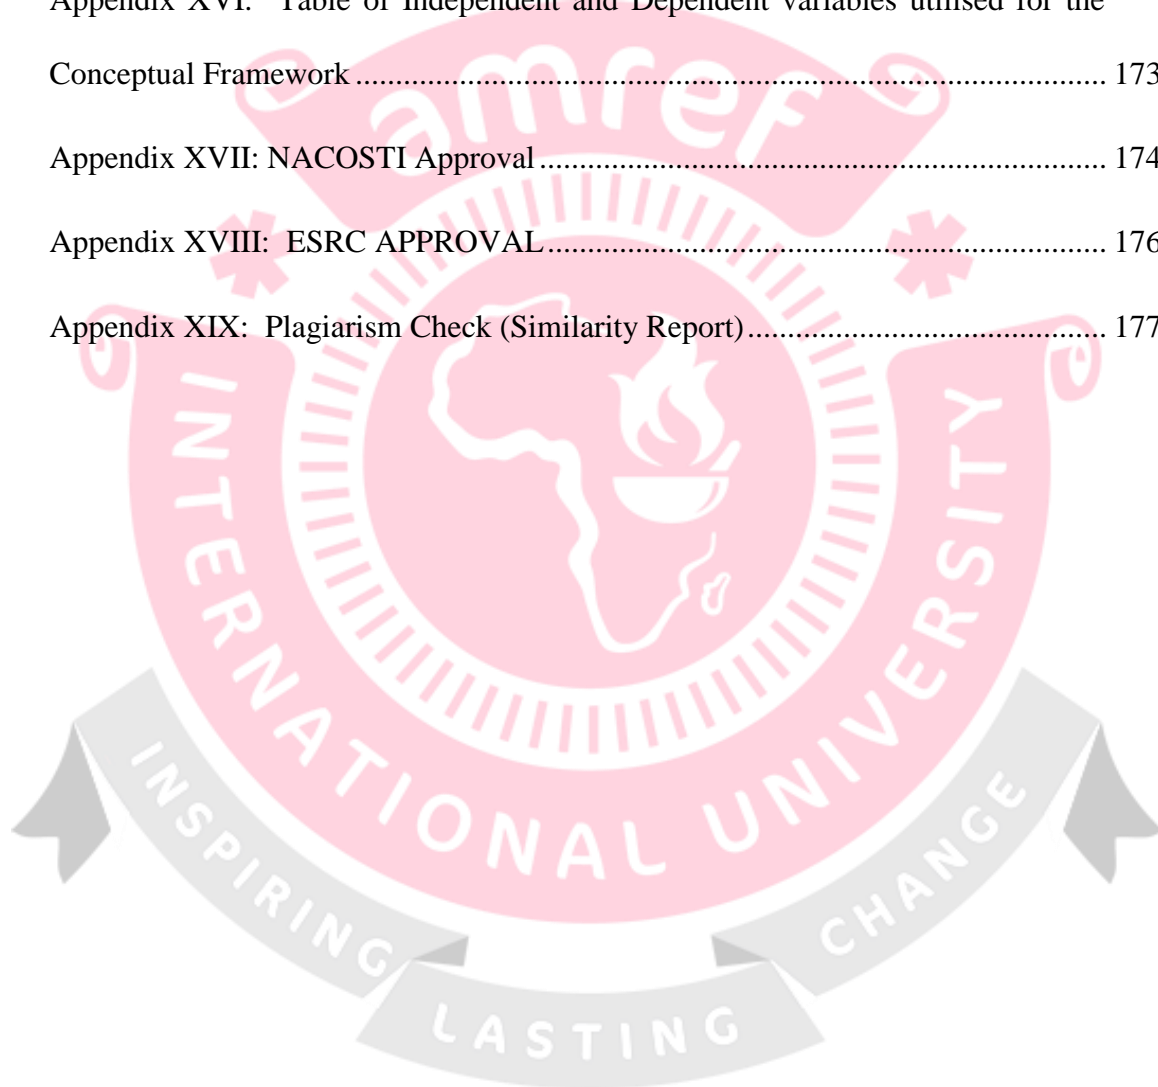 Appendix XVI: Table of Independent and Dependent variables utilised for the
Conceptual Framework ............................................................................................... 173
Appendix XVII: NACOSTI Approval ........................................................................ 174
Appendix XVIII: ESRC APPROVAL ....................................................................... 176
Appendix XIX: Plagiarism Check (Similarity Report) ............................................. 177
amref
INTERNATIONAL UNIVERSITY
INSPIRING
LASTING
CHANGE